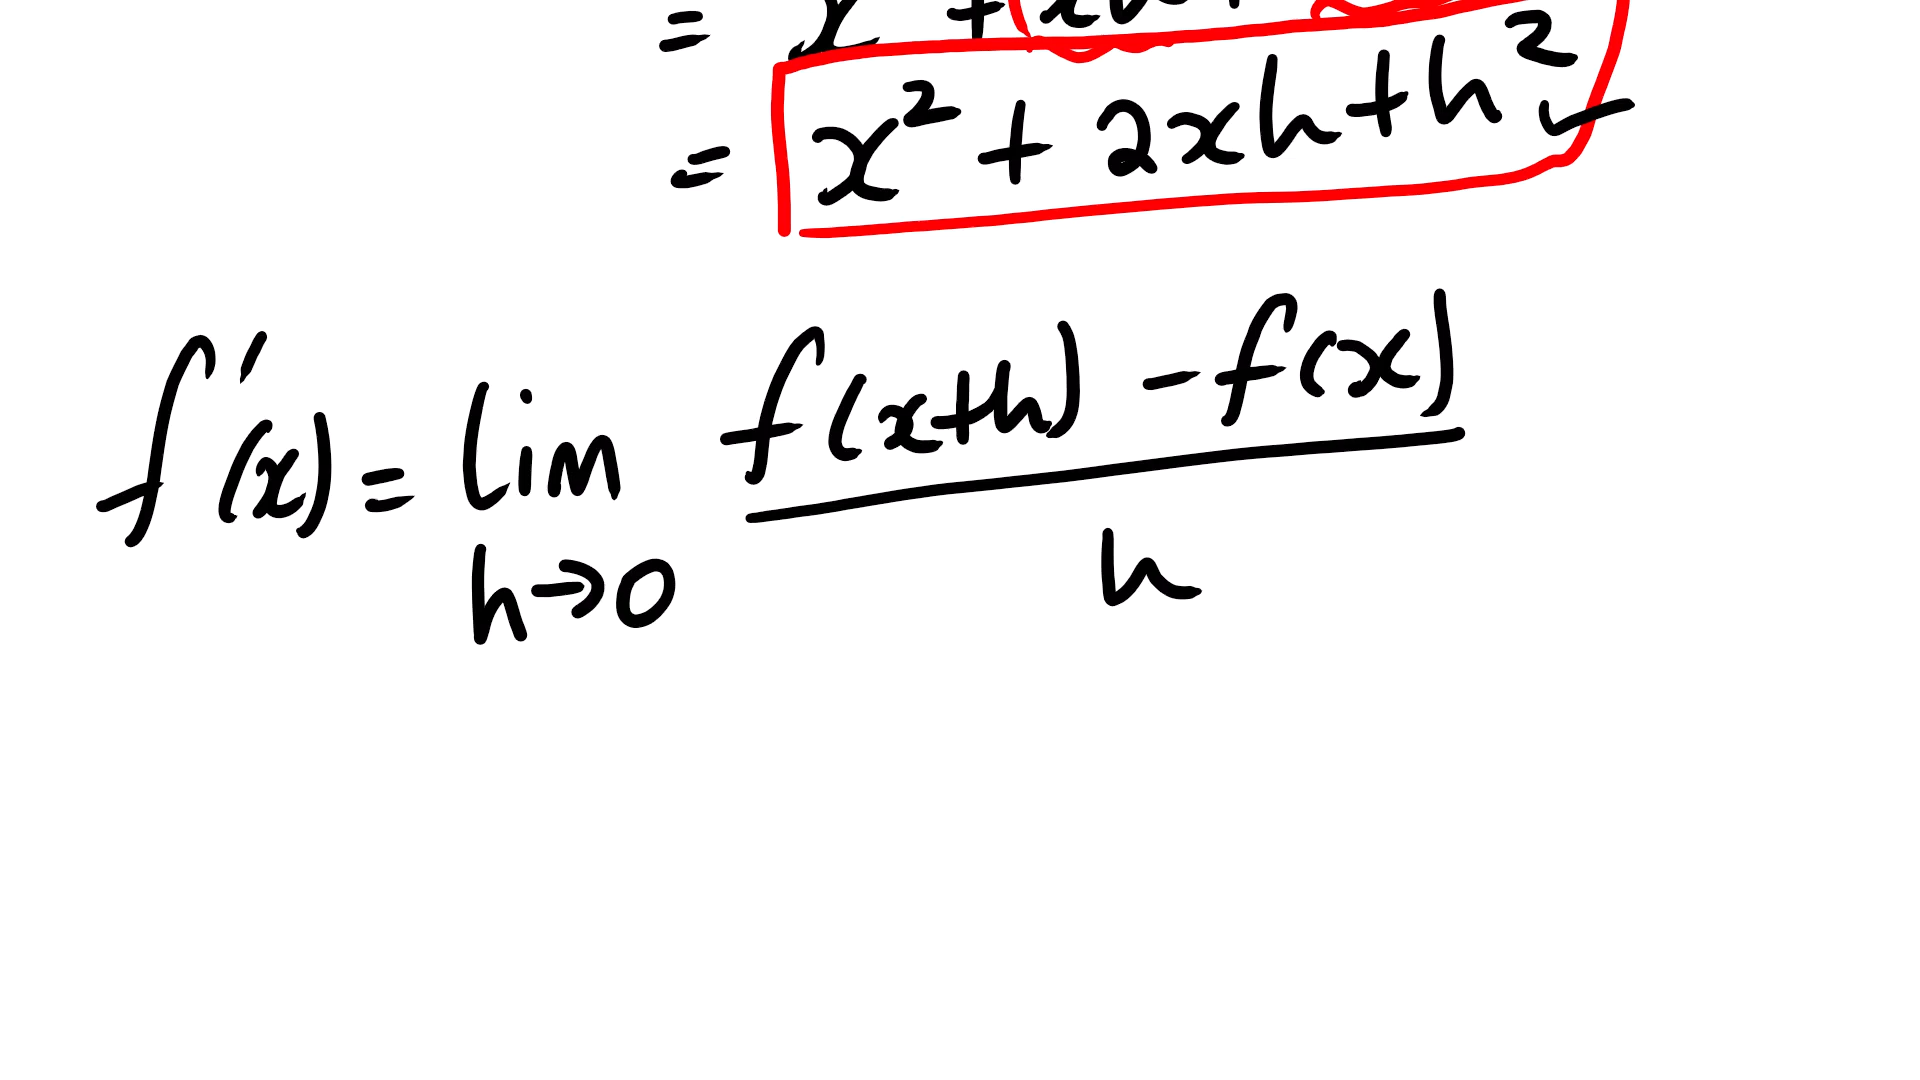 = x² + 2xh + h²
f'(x) = lim f(x+h) - f(x)
h→0 h